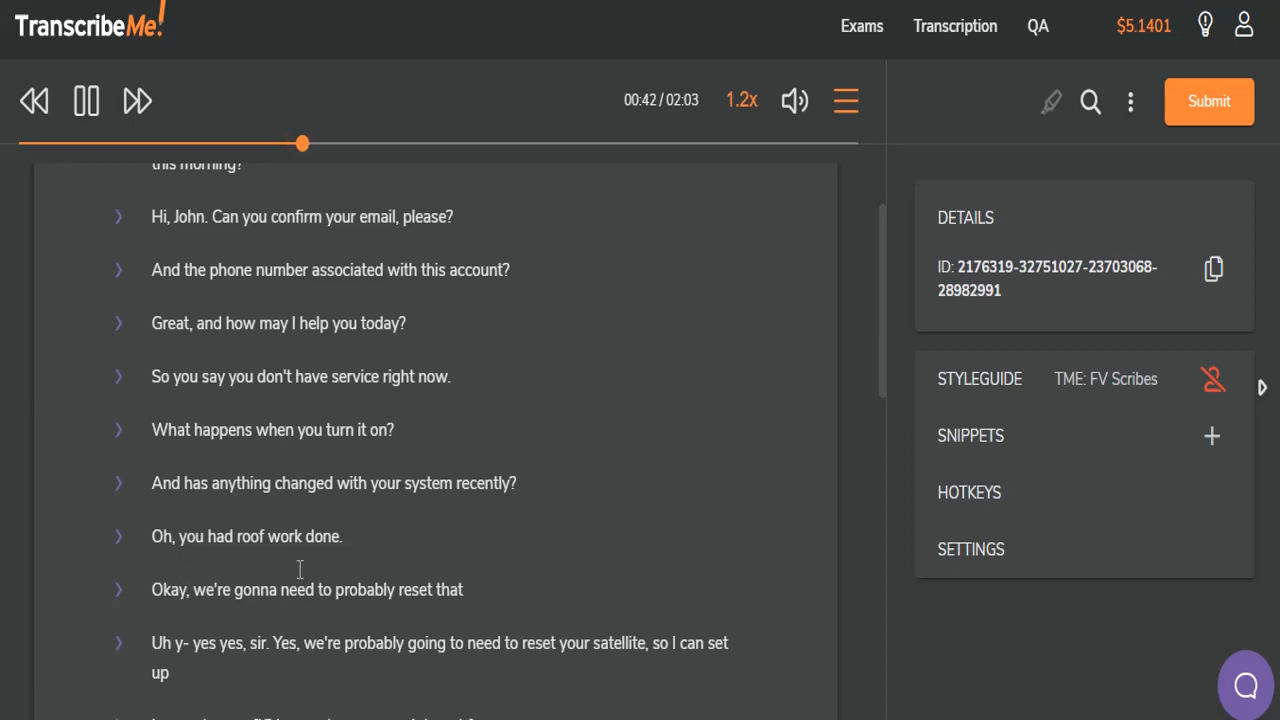 TranscribeMe!
Exams Transcription QA $5.1401
00:42 / 02:03 1.2x Submit
this morning?
Hi, John. Can you confirm your email, please?
And the phone number associated with this account?
Great, and how may I help you today?
So you say you don't have service right now.
What happens when you turn it on?
And has anything changed with your system recently?
Oh, you had roof work done.
Okay, we're gonna need to probably reset that
Uh y- yes yes, sir. Yes, we're probably going to need to reset your satellite, so I can set
up
DETAILS
ID: 2176319-32751027-23703068-
28982991
STYLEGUIDE TME: FV Scribes
SNIPPETS
HOTKEYS
SETTINGS